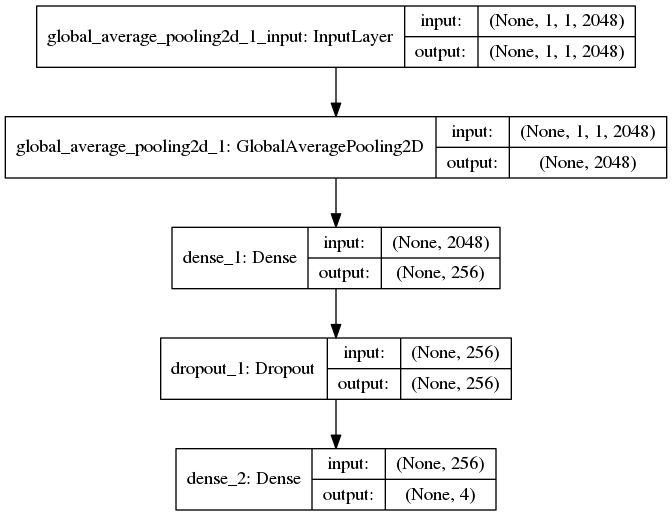 global_average_pooling2d_1_input: InputLayer
input: (None, 1, 1, 2048)
output: (None, 1, 1, 2048)
global_average_pooling2d_1: GlobalAveragePooling2D
input: (None, 1, 1, 2048)
output: (None, 2048)
dense_1: Dense
input: (None, 2048)
output: (None, 256)
dropout_1: Dropout
input: (None, 256)
output: (None, 256)
dense_2: Dense
input: (None, 256)
output: (None, 4)